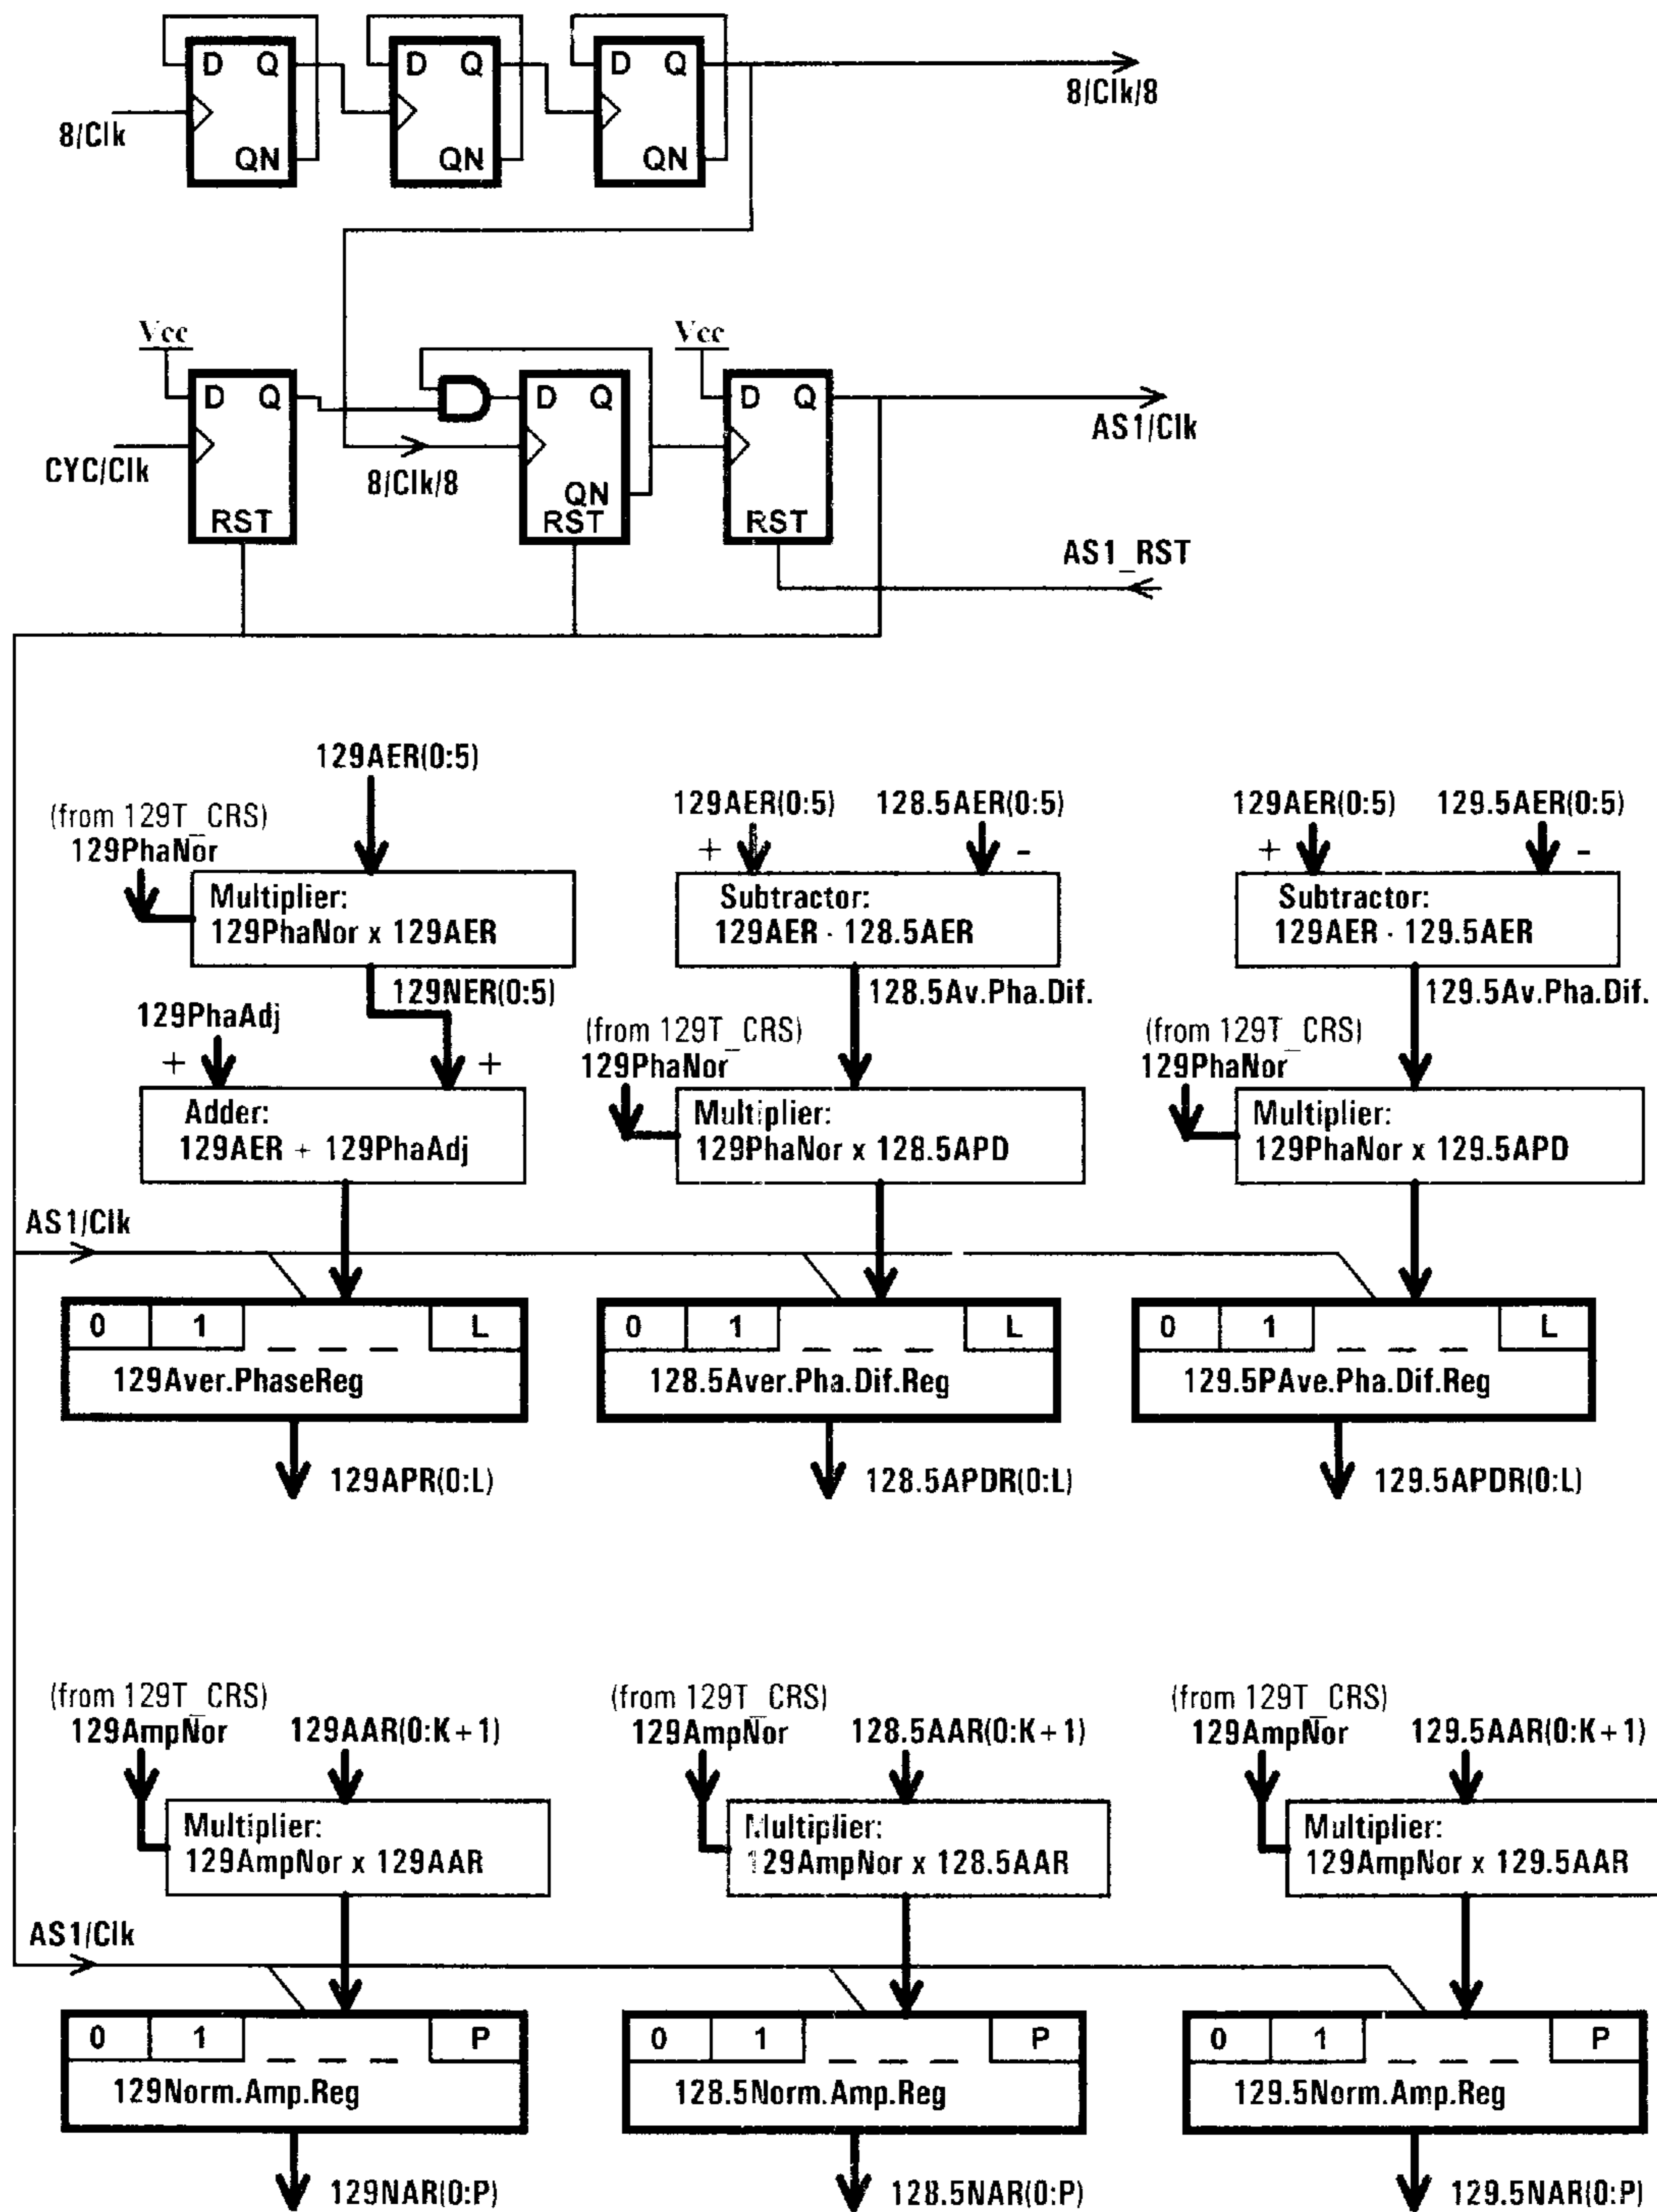 D Q
D Q
D Q
8/Clk/8
8/Clk
QN
QN
QN
Vcc
Vcc
D Q
D Q
D Q
AS1/Clk
CYC/Clk
8/Clk/8
QN
RST
RST
RST
AS1_RST
129AER(0:5)
(from 129T_CRS)
129PhaNor
129AER(0:5)
128.5AER(0:5)
129AER(0:5)
129.5AER(0:5)
+
-
+
-
Multiplier:
129PhaNor x 129AER
Subtractor:
129AER - 128.5AER
Subtractor:
129AER - 129.5AER
129NER(0:5)
128.5Av.Pha.Dif.
129.5Av.Pha.Dif.
129PhaAdj
+
+
(from 129T_CRS)
129PhaNor
(from 129T_CRS)
129PhaNor
Adder:
129AER + 129PhaAdj
Multiplier:
129PhaNor x 128.5APD
Multiplier:
129PhaNor x 129.5APD
AS1/Clk
0 1 L
129Aver.PhaseReg
0 1 L
128.5Aver.Pha.Dif.Reg
0 1 L
129.5PAve.Pha.Dif.Reg
129APR(0:L)
128.5APDR(0:L)
129.5APDR(0:L)
(from 129T_CRS)
129AmpNor
129AAR(0:K+1)
(from 129T_CRS)
129AmpNor
128.5AAR(0:K+1)
(from 129T_CRS)
129AmpNor
129.5AAR(0:K+1)
Multiplier:
129AmpNor x 129AAR
Multiplier:
129AmpNor x 128.5AAR
Multiplier:
129AmpNor x 129.5AAR
AS1/Clk
0 1 P
129Norm.Amp.Reg
0 1 P
128.5Norm.Amp.Reg
0 1 P
129.5Norm.Amp.Reg
129NAR(0:P)
128.5NAR(0:P)
129.5NAR(0:P)